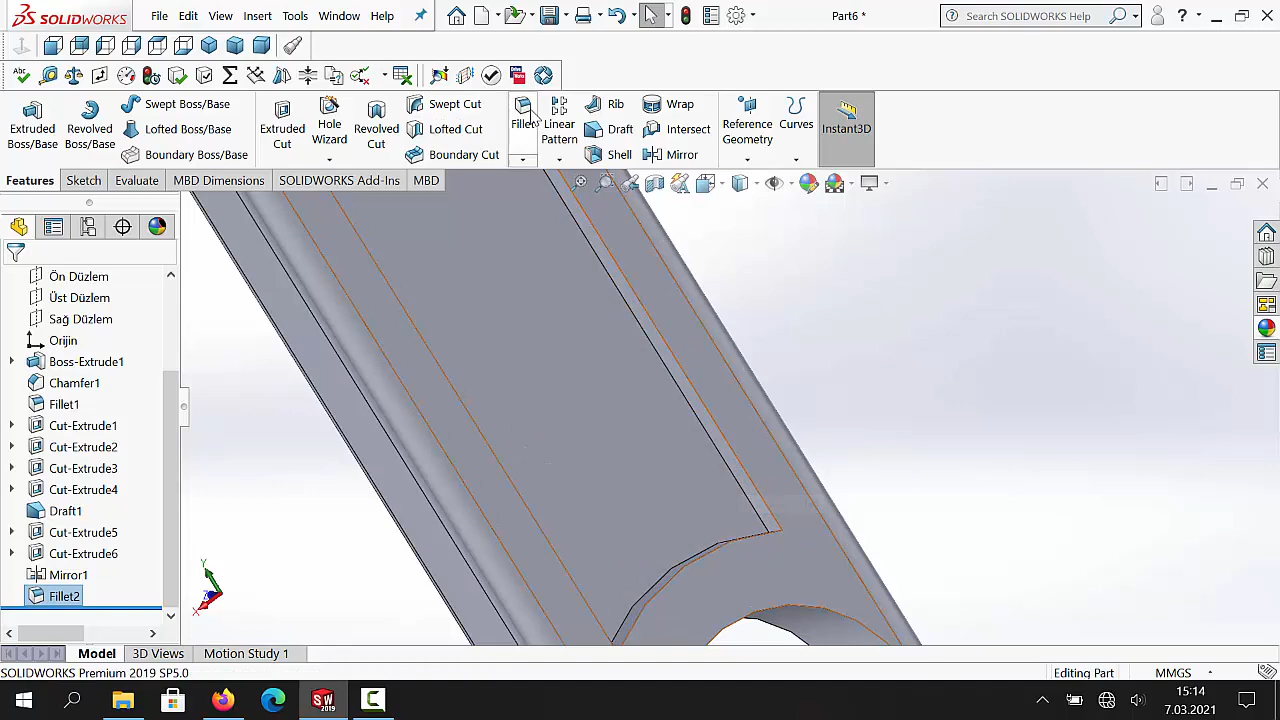 SOLIDWORKS File Edit View Insert Tools Window Help Part6 * Search SOLIDWORKS Help ?
Abc
Extruded Boss/Base
Revolved Boss/Base
Swept Boss/Base
Lofted Boss/Base
Boundary Boss/Base
Extruded Cut
Hole Wizard
Revolved Cut
Swept Cut
Lofted Cut
Boundary Cut
Fillet
Linear Pattern
Rib
Draft
Shell
Wrap
Intersect
Mirror
Reference Geometry
Curves
Instant3D
Features Sketch Evaluate MBD Dimensions SOLIDWORKS Add-Ins MBD
Ön Düzlem
Üst Düzlem
Sağ Düzlem
Orijin
Boss-Extrude1
Chamfer1
Fillet1
Cut-Extrude1
Cut-Extrude2
Cut-Extrude3
Cut-Extrude4
Draft1
Cut-Extrude5
Cut-Extrude6
Mirror1
Fillet2
Y
Z
X
Model 3D Views Motion Study 1
SOLIDWORKS Premium 2019 SP5.0 Editing Part MMGS
SW
2019
15:14
7.03.2021